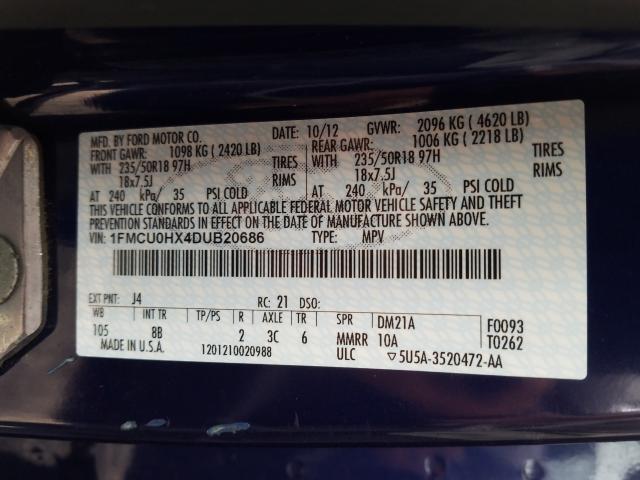 MFD. BY FORD MOTOR CO.
DATE: 10/12 GVWR: 2096 KG ( 4620 LB)
FRONT GAWR: 1098 KG ( 2420 LB)
REAR GAWR: 1006 KG ( 2218 LB)
WITH 235/50R18 97H TIRES
WITH 235/50R18 97H TIRES
18x7.5J RIMS
18x7.5J RIMS
AT 240 kPa/ 35 PSI COLD
AT 240 kPa/ 35 PSI COLD
THIS VEHICLE CONFORMS TO ALL APPLICABLE FEDERAL MOTOR VEHICLE SAFETY AND THEFT
PREVENTION STANDARDS IN EFFECT ON THE DATE OF MANUFACTURE SHOWN ABOVE.
VIN: 1FMCU0HX4DUB20686 TYPE: MPV
EXT PNT: J4 RC: 21 DSO:
WB INT TR TP/PS R AXLE TR SPR DM21A F0093
105 8B 2 3C 6 MMRR 10A T0262
MADE IN U.S.A. 1201210020988 ULC ▽5U5A-3520472-AA